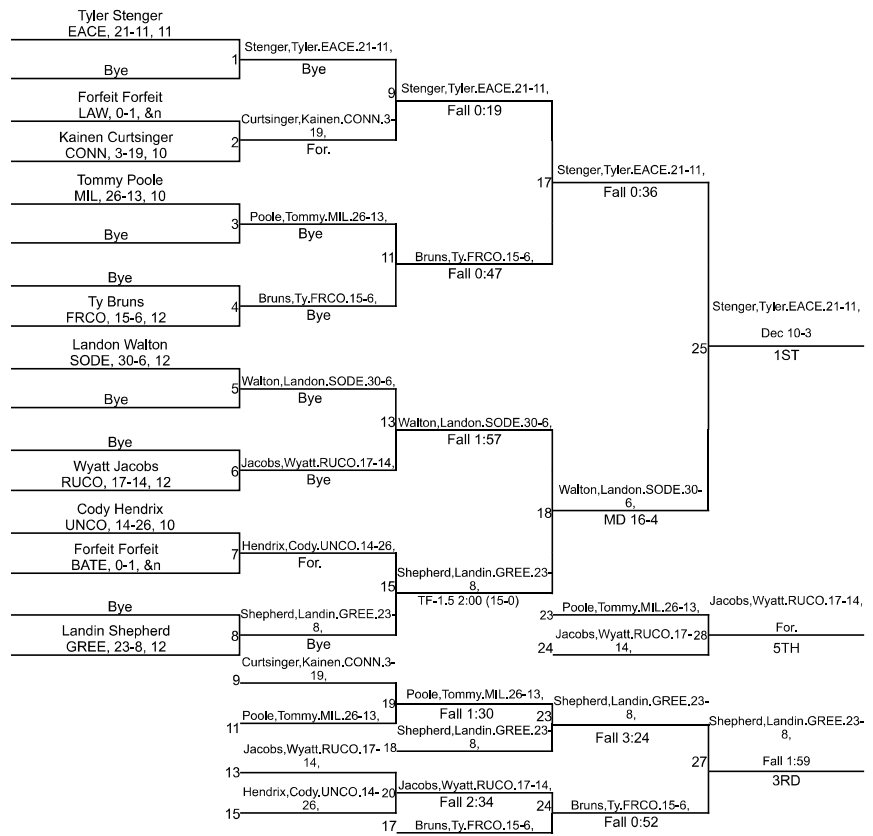 Tyler Stenger
EACE, 21-11, 11
Bye
1
Stenger,Tyler.EACE.21-11,
Bye
Forfeit Forfeit
LAW, 0-1, &n
Kainen Curtsinger
CONN, 3-19, 10
2
Curtsinger,Kainen.CONN.3-
19,
For.
9
Stenger,Tyler.EACE.21-11,
Fall 0:19
Tommy Poole
MIL, 26-13, 10
Bye
3
Poole,Tommy.MIL.26-13,
Bye
Bye
Ty Bruns
FRCO, 15-6, 12
4
Bruns,Ty.FRCO.15-6,
Bye
11
Bruns,Ty.FRCO.15-6,
Fall 0:47
17
Stenger,Tyler.EACE.21-11,
Fall 0:36
Landon Walton
SODE, 30-6, 12
Bye
5
Walton,Landon.SODE.30-6,
Bye
Bye
Wyatt Jacobs
RUCO, 17-14, 12
6
Jacobs,Wyatt.RUCO.17-14,
Bye
13
Walton,Landon.SODE.30-6,
Fall 1:57
Cody Hendrix
UNCO, 14-26, 10
Forfeit Forfeit
BATE, 0-1, &n
7
Hendrix,Cody.UNCO.14-26,
For.
Bye
Landin Shepherd
GREE, 23-8, 12
8
Shepherd,Landin.GREE.23-
8,
Bye
15
Shepherd,Landin.GREE.23-
8,
TF-1.5 2:00 (15-0)
18
Walton,Landon.SODE.30-
6,
MD 16-4
25
Stenger,Tyler.EACE.21-11,
Dec 10-3
1ST
23
Poole,Tommy.MIL.26-13,
24
Jacobs,Wyatt.RUCO.17-
14,
28
Jacobs,Wyatt.RUCO.17-14,
For.
5TH
9
Curtsinger,Kainen.CONN.3-
19,
11
Poole,Tommy.MIL.26-13,
19
Poole,Tommy.MIL.26-13,
Fall 1:30
18
Shepherd,Landin.GREE.23-
8,
23
Shepherd,Landin.GREE.23-
8,
Fall 3:24
13
Jacobs,Wyatt.RUCO.17-
14,
15
Hendrix,Cody.UNCO.14-
26,
20
Jacobs,Wyatt.RUCO.17-14,
Fall 2:34
17
Bruns,Ty.FRCO.15-6,
24
Bruns,Ty.FRCO.15-6,
Fall 0:52
27
Shepherd,Landin.GREE.23-
8,
Fall 1:59
3RD